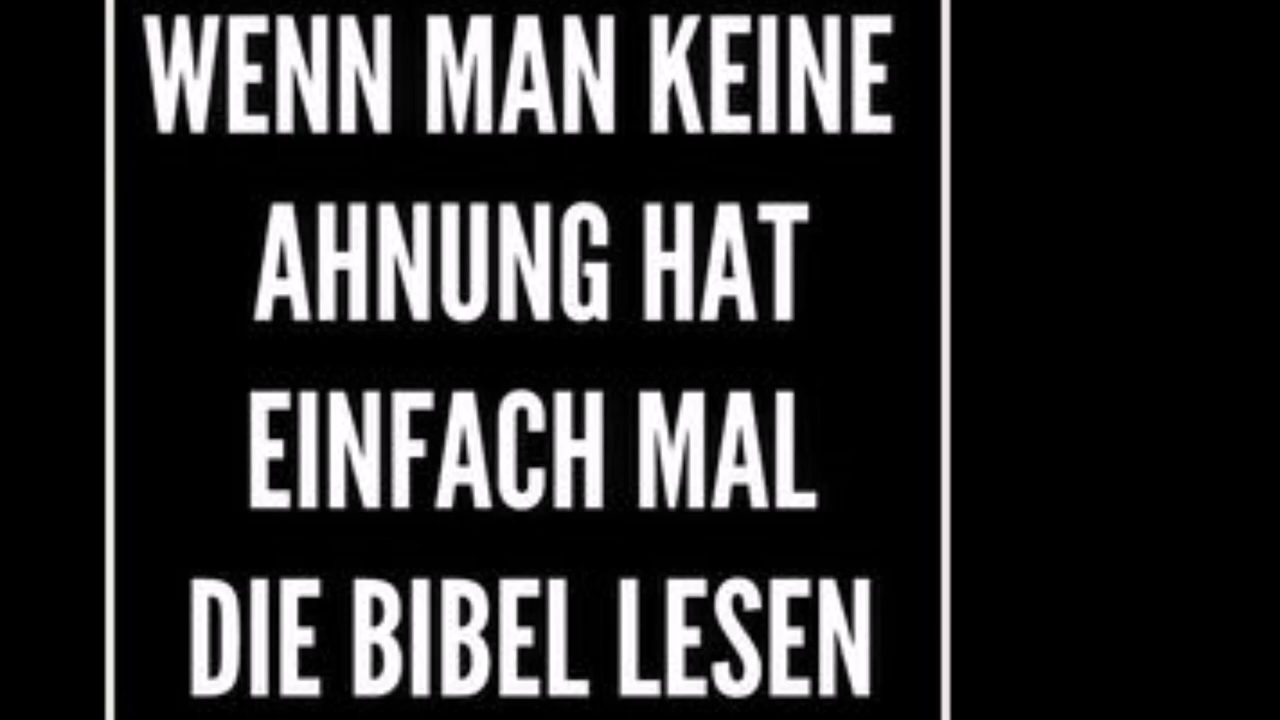 WENN MAN KEINE
AHNUNG HAT
EINFACH MAL
DIE BIBEL LESEN